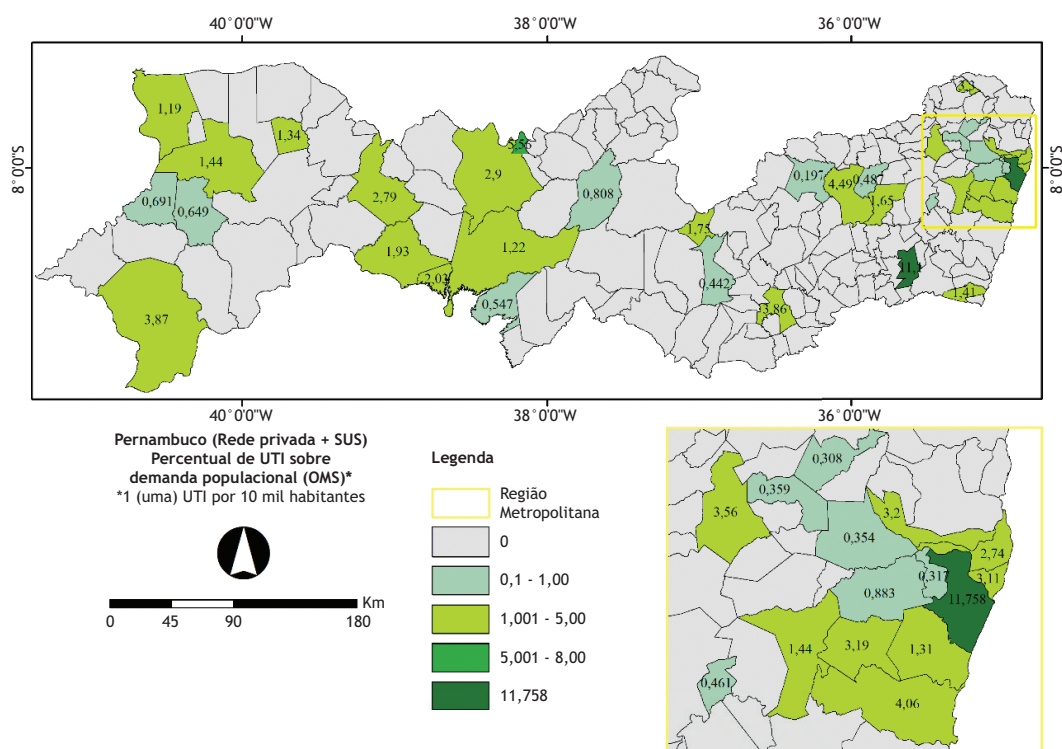 40°0'0"W
38°0'0"W
36°0'0"W
8°0'0"S
8°0'0"S
1,19
1,34
1,44
0,691
0,649
3,87
2,79
1,93
2,03
2,9
5,55
0,808
1,22
0,547
1,75
0,442
3,86
0,197
4,49
0,48
1,65
11,1
1,41
3,3
40°0'0"W
38°0'0"W
36°0'0"W
Pernambuco (Rede privada + SUS)
Percentual de UTI sobre
demanda populacional (OMS)*
*1 (uma) UTI por 10 mil habitantes
Km
0 45 90 180
Legenda
Região
Metropolitana
0
0,1 - 1,00
1,001 - 5,00
5,001 - 8,00
11,758
0,308
0,359
3,56
3,2
0,354
2,74
0,317
3,11
0,883
11,758
1,44
3,19
1,31
0,461
4,06